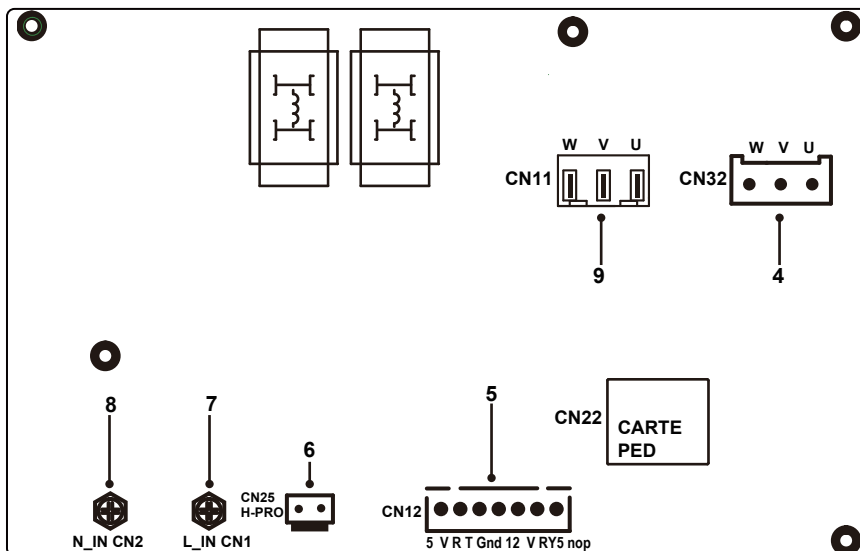 W V U
W V U
CN11
CN32
9
4
5
8
7
6
CN22
CARTE
PED
CN25
H-PRO
CN12
N_IN CN2
L_IN CN1
5 V R T Gnd 12 V RY5 nop